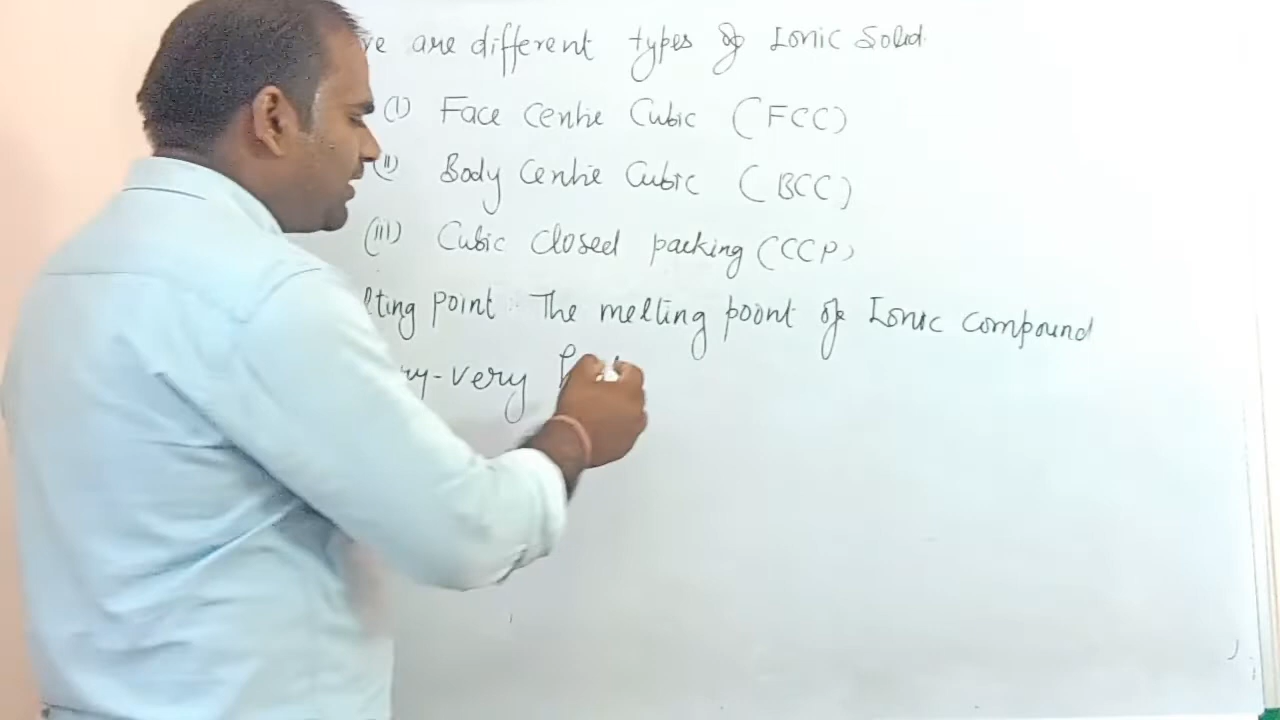 are different types of Ionic Solid
(i) Face Centre Cubic (FCC)
(ii) Body Centre Cubic (BCC)
(iii) Cubic Closed packing (CCP)
lting point : The melting point of Ionic compound
ry-very